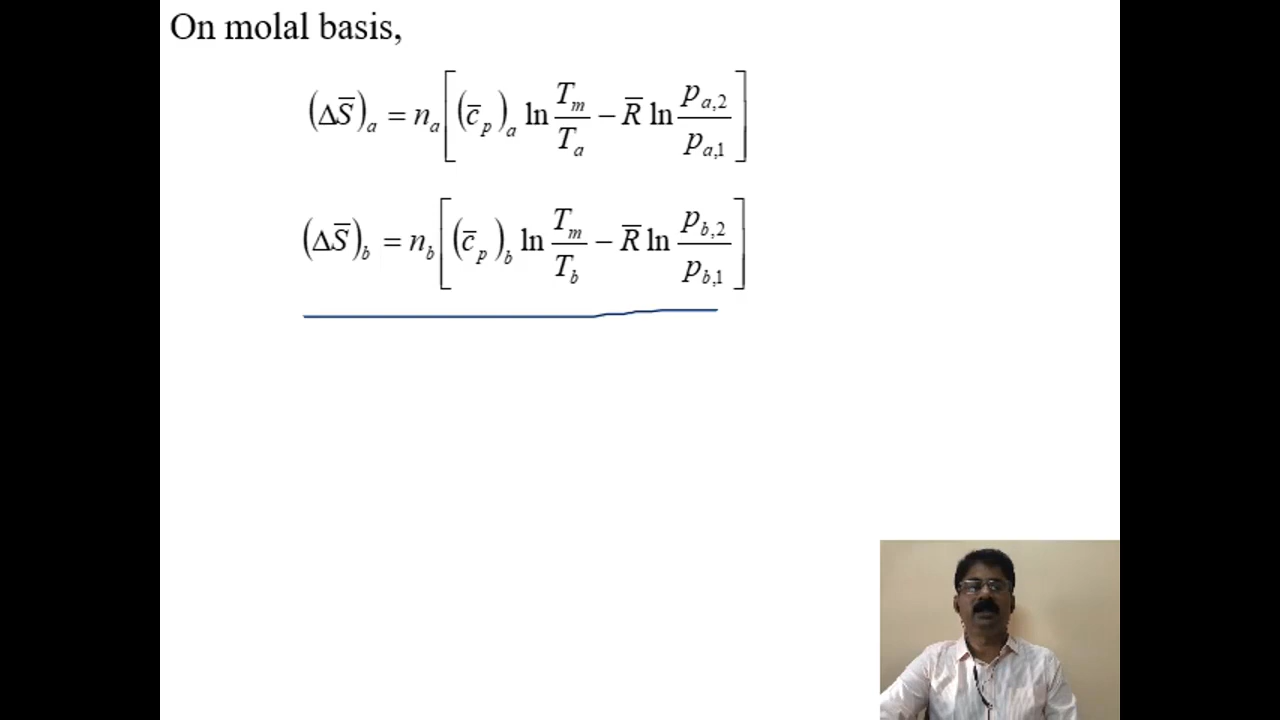 On molal basis,
(ΔS̅)ₐ = nₐ[(c̅ₚ)ₐ ln Tₘ/Tₐ − R̅ ln pₐ,₂/pₐ,₁]
(ΔS̅)_b = n_b[(c̅ₚ)_b ln Tₘ/T_b − R̅ ln p_b,₂/p_b,₁]